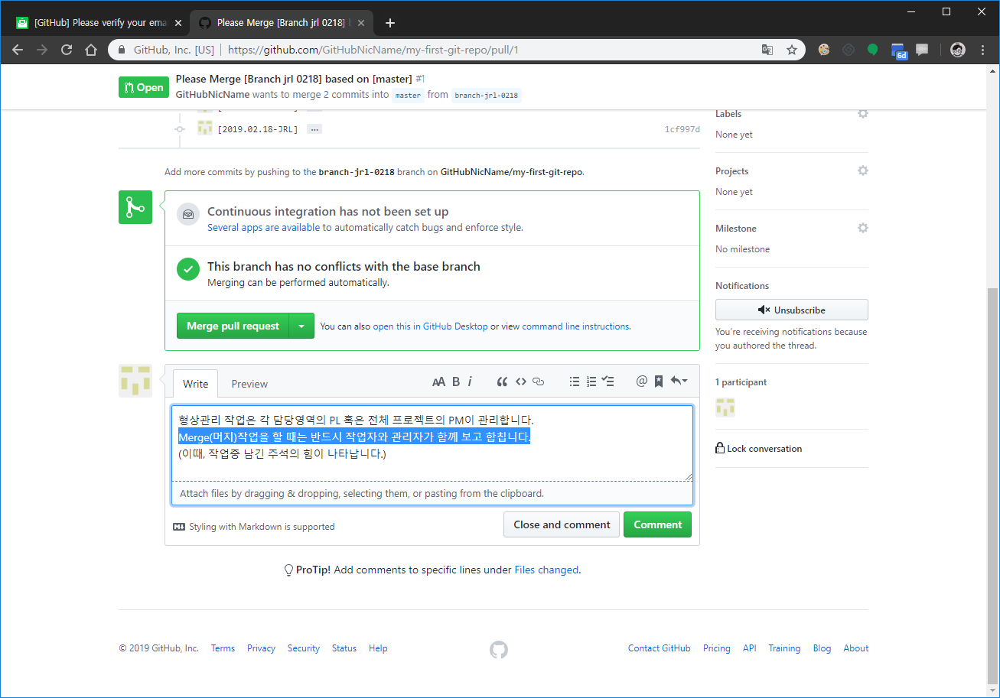 [GitHub] Please verify your ema
Please Merge [Branch jrl 0218]
GitHub, Inc. [US] | https://github.com/GitHubNicName/my-first-git-repo/pull/1
6d
Open
Please Merge [Branch jrl 0218] based on [master] #1
GitHubNicName wants to merge 2 commits into master from branch-jrl-0218
[2019.02.18-JRL] ...
1cf997d
Add more commits by pushing to the branch-jrl-0218 branch on GitHubNicName/my-first-git-repo.
Continuous integration has not been set up
Several apps are available to automatically catch bugs and enforce style.
This branch has no conflicts with the base branch
Merging can be performed automatically.
Merge pull request
You can also open this in GitHub Desktop or view command line instructions.
Write
Preview
AA B i
형상관리 작업은 각 담당영역의 PL 혹은 전체 프로젝트의 PM이 관리합니다.
Merge(머지)작업을 할 때는 반드시 작업자와 관리자가 함께 보고 합칩니다.
(이때, 작업중 남긴 주석의 힘이 나타납니다.)
Attach files by dragging & dropping, selecting them, or pasting from the clipboard.
Styling with Markdown is supported
Close and comment
Comment
ProTip! Add comments to specific lines under Files changed.
Labels
None yet
Projects
None yet
Milestone
No milestone
Notifications
Unsubscribe
You're receiving notifications because
you authored the thread.
1 participant
Lock conversation
© 2019 GitHub, Inc.
Terms
Privacy
Security
Status
Help
Contact GitHub
Pricing
API
Training
Blog
About